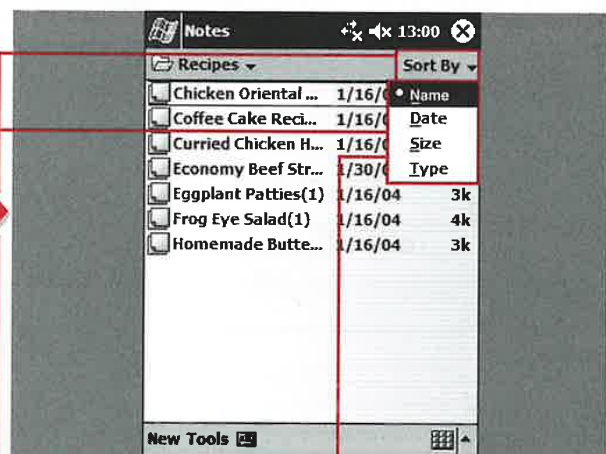 Notes 13:00
Recipes Sort By
Chicken Oriental ... 1/16/0 Name
Coffee Cake Reci... 1/16/0 Date
Curried Chicken H... 1/16/0 Size
Economy Beef Str... 1/30/0 Type
Eggplant Patties(1) 1/16/04 3k
Frog Eye Salad(1) 1/16/04 4k
Homemade Butte... 1/16/04 3k
New Tools